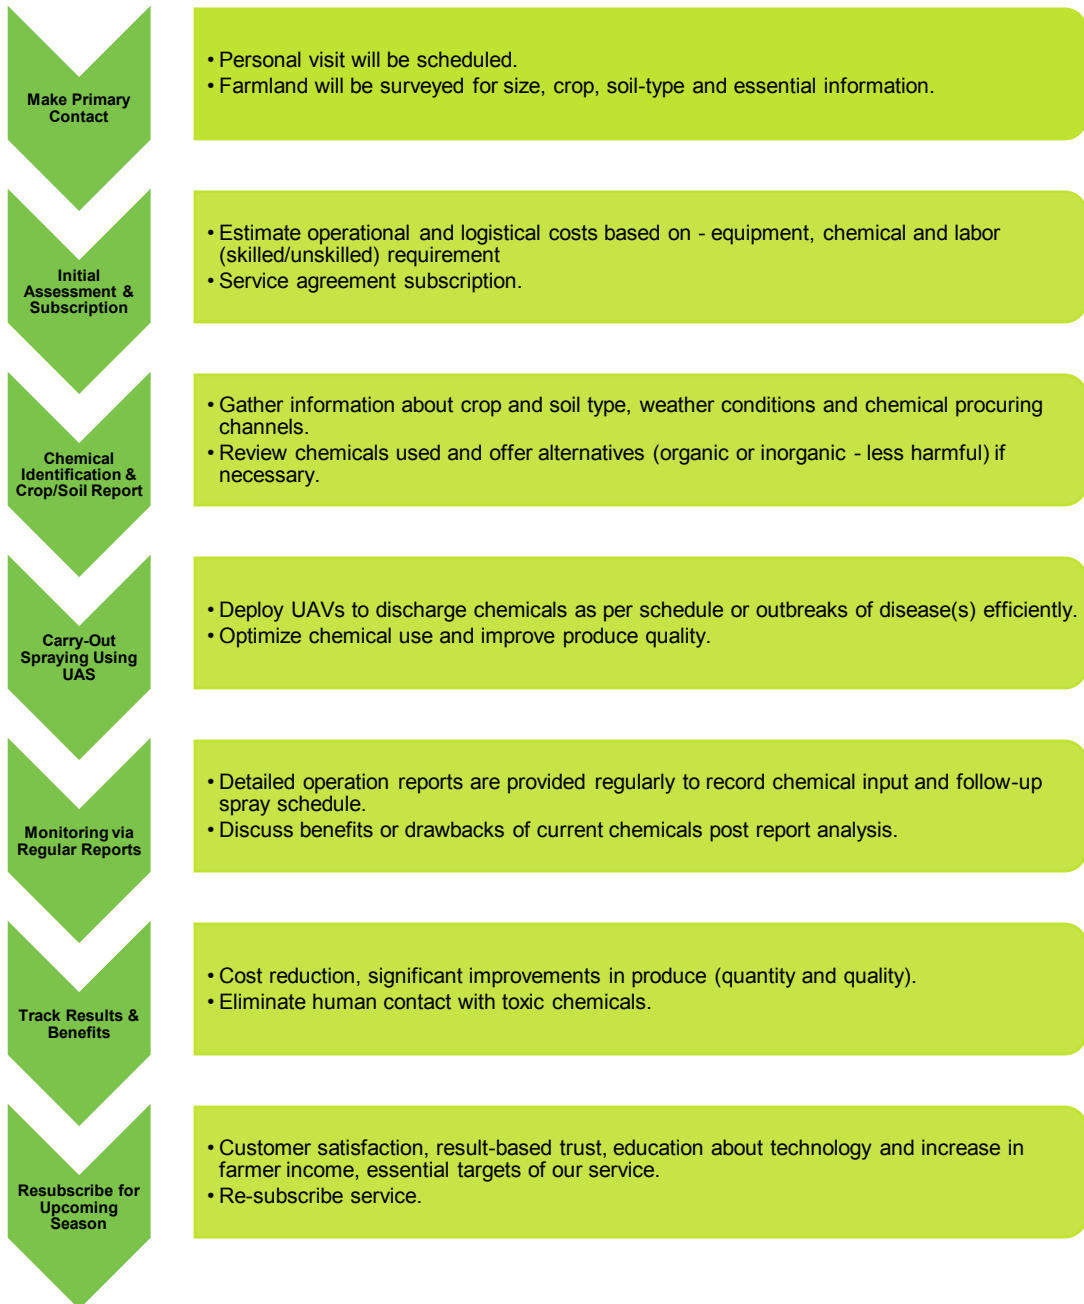 Make Primary
Contact
• Personal visit will be scheduled.
• Farmland will be surveyed for size, crop, soil-type and essential information.
Initial
Assessment &
Subscription
• Estimate operational and logistical costs based on - equipment, chemical and labor
(skilled/unskilled) requirement
• Service agreement subscription.
Chemical
Identification &
Crop/Soil Report
• Gather information about crop and soil type, weather conditions and chemical procuring
channels.
• Review chemicals used and offer alternatives (organic or inorganic - less harmful) if
necessary.
Carry-Out
Spraying Using
UAS
• Deploy UAVs to discharge chemicals as per schedule or outbreaks of disease(s) efficiently.
• Optimize chemical use and improve produce quality.
Monitoring via
Regular Reports
• Detailed operation reports are provided regularly to record chemical input and follow-up
spray schedule.
• Discuss benefits or drawbacks of current chemicals post report analysis.
Track Results &
Benefits
• Cost reduction, significant improvements in produce (quantity and quality).
• Eliminate human contact with toxic chemicals.
Resubscribe for
Upcoming
Season
• Customer satisfaction, result-based trust, education about technology and increase in
farmer income, essential targets of our service.
• Re-subscribe service.